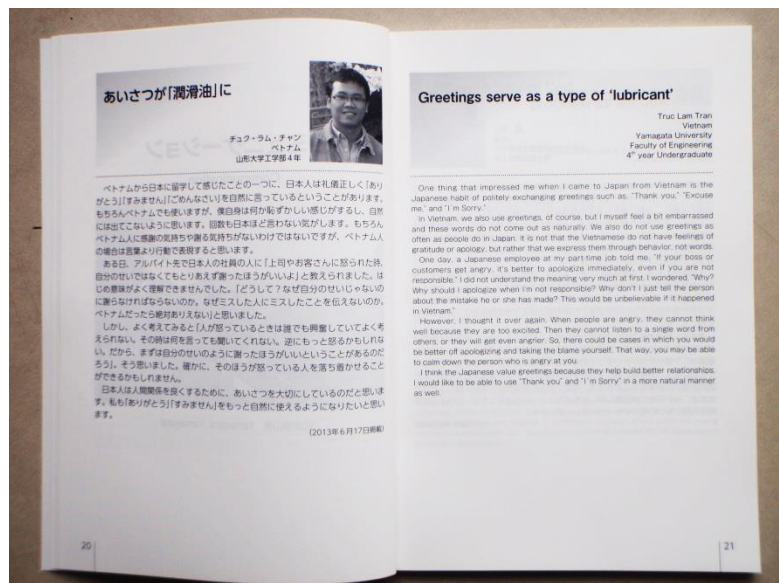 あいさつが「潤滑油」に
チュク・ラム・チャン
ベトナム
山形大学工学部4年
ベトナムから日本に留学して感じたことの一つに、日本人は礼儀正しく「あり
がとう」「すみません」「ごめんなさい」を自然に言っているということがあります。
もちろんベトナムでも使いますが、僕自身は何か恥ずかしい感じがするし、自然
には出てこないように思います。回数も日本ほど言わない気がします。もちろん
ベトナム人に感謝の気持ちや謝る気持ちがないわけではないですが、ベトナム人
の場合は言葉より行動で表現すると思います。
ある日、アルバイト先で日本人の社員の人に「上司やお客さんに怒られた時、
自分のせいではなくてもとりあえず謝ったほうがいいよ」と教えられました。は
じめ意味がよく理解できませんでした。「どうして？なぜ自分のせいじゃないの
に謝らなければならないのか。なぜミスした人にミスしたことを伝えないのか。
ベトナムだったら絶対ありえない」と思いました。
しかし、よく考えてみると「人が怒っているときは誰でも興奮していてよく考
えられない。その時は何を言っても聞いてくれない。逆にもっと怒るかもしれな
い。だから、まずは自分のせいのように謝ったほうがいいということがあるのだ
ろう」。そう思いました。確かに、そのほうが怒っている人を落ち着かせること
ができるかもしれません。
日本人は人間関係を良くするために、あいさつを大切にしているのだと思いま
す。私も「ありがとう」「すみません」をもっと自然に使えるようになりたいと思い
ます。
(2013年6月17日掲載)
20
Greetings serve as a type of ‘lubricant’
Truc Lam Tran
Vietnam
Yamagata University
Faculty of Engineering
4th year Undergraduate
One thing that impressed me when I came to Japan from Vietnam is the
Japanese habit of politely exchanging greetings such as, “Thank you,” “Excuse
me,” and “I´m Sorry.”
In Vietnam, we also use greetings, of course, but I myself feel a bit embarrassed
and these words do not come out as naturally. We also do not use greetings as
often as people do in Japan. It is not that the Vietnamese do not have feelings of
gratitude or apology, but rather that we express them through behavior, not words.
One day, a Japanese employee at my part-time job told me, “If your boss or
customers get angry, it's better to apologize immediately, even if you are not
responsible.” I did not understand the meaning very much at first. I wondered, “Why?
Why should I apologize when I'm not responsible? Why don't I just tell the person
about the mistake he or she has made? This would be unbelievable if it happened
in Vietnam.”
However, I thought it over again. When people are angry, they cannot think
well because they are too excited. Then they cannot listen to a single word from
others, or they will get even angrier. So, there could be cases in which you would
be better off apologizing and taking the blame yourself. That way, you may be able
to calm down the person who is angry at you.
I think the Japanese value greetings because they help build better relationships.
I would like to be able to use “Thank you” and “I´m Sorry” in a more natural manner
as well.
21